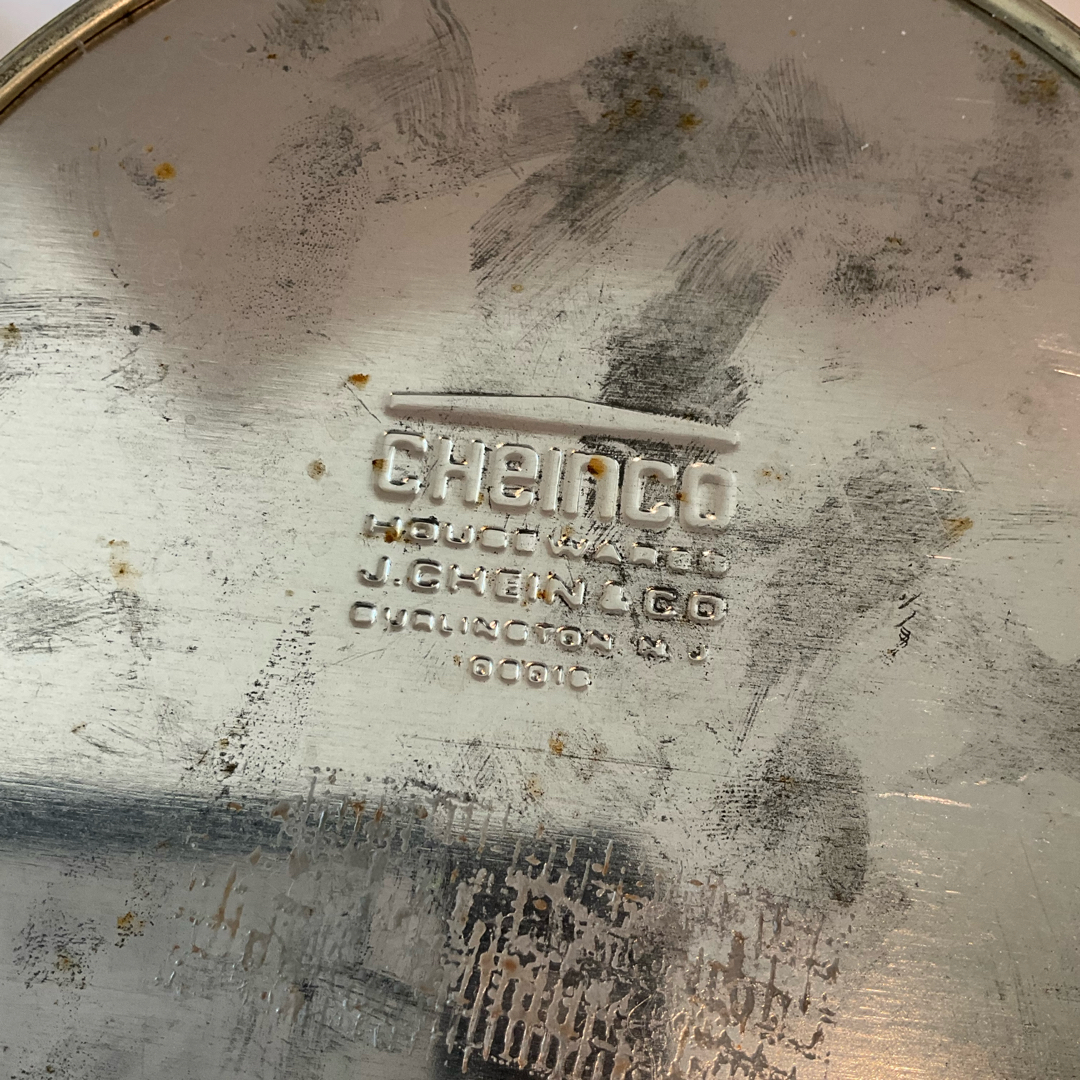 CHeINCO
HOUSEWARES
J. CHEIN & CO
BURLINGTON N J
08016